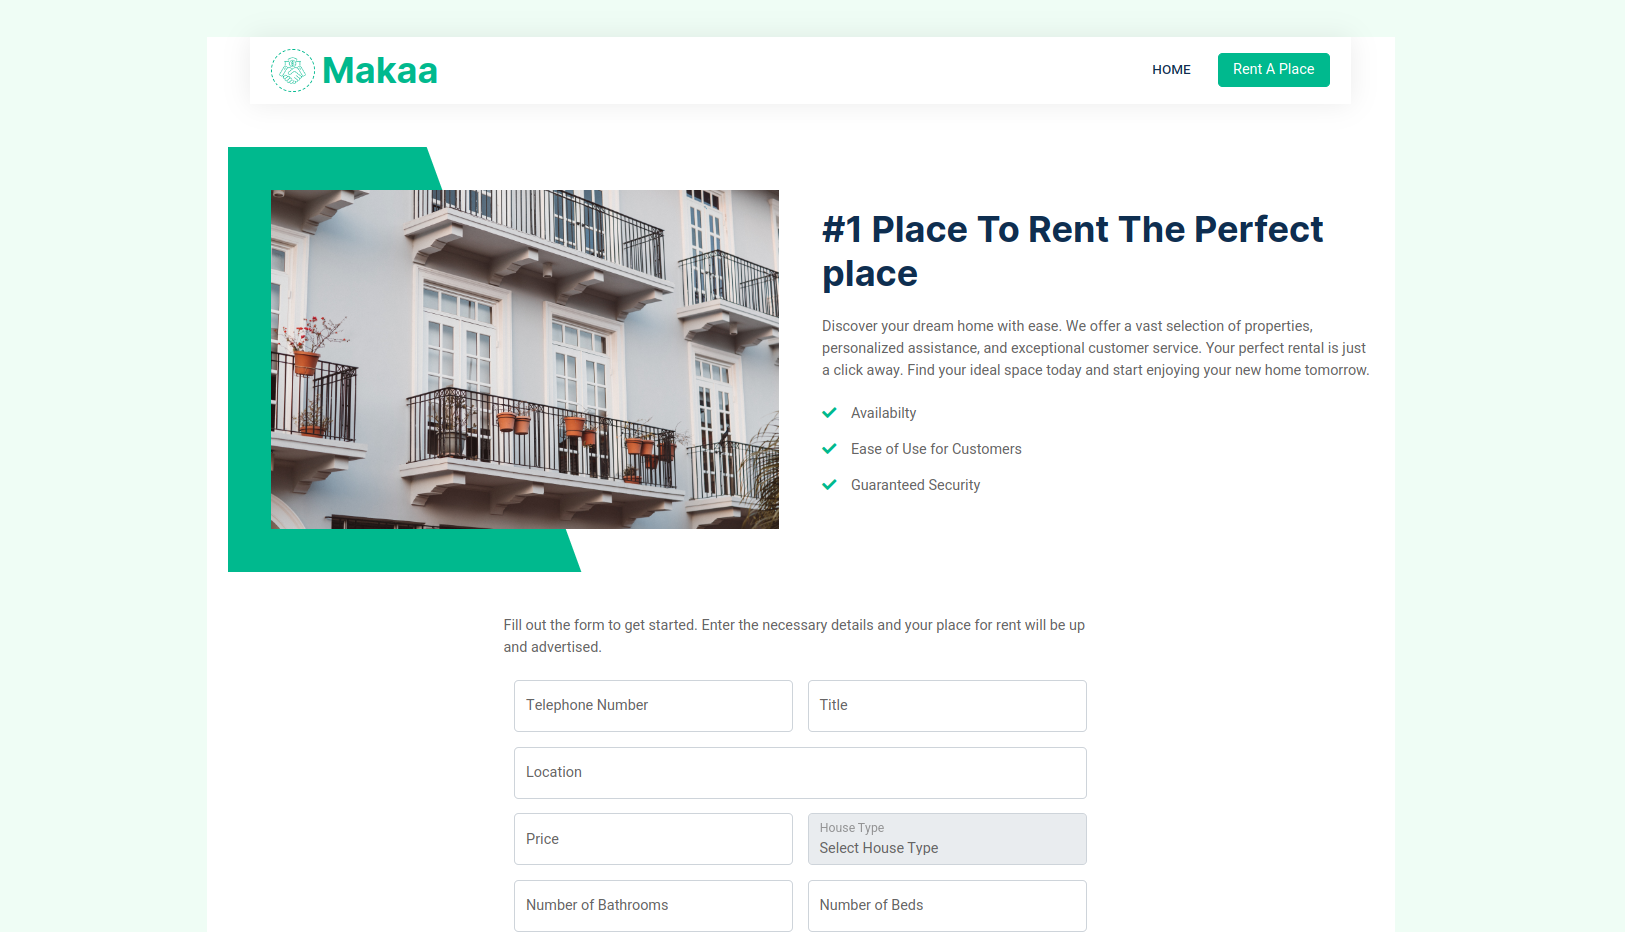 Makaa
HOME
Rent A Place
#1 Place To Rent The Perfect
place
Discover your dream home with ease. We offer a vast selection of properties,
personalized assistance, and exceptional customer service. Your perfect rental is just
a click away. Find your ideal space today and start enjoying your new home tomorrow.
Availabilty
Ease of Use for Customers
Guaranteed Security
Fill out the form to get started. Enter the necessary details and your place for rent will be up
and advertised.
Telephone Number
Title
Location
Price
House Type
Select House Type
Number of Bathrooms
Number of Beds